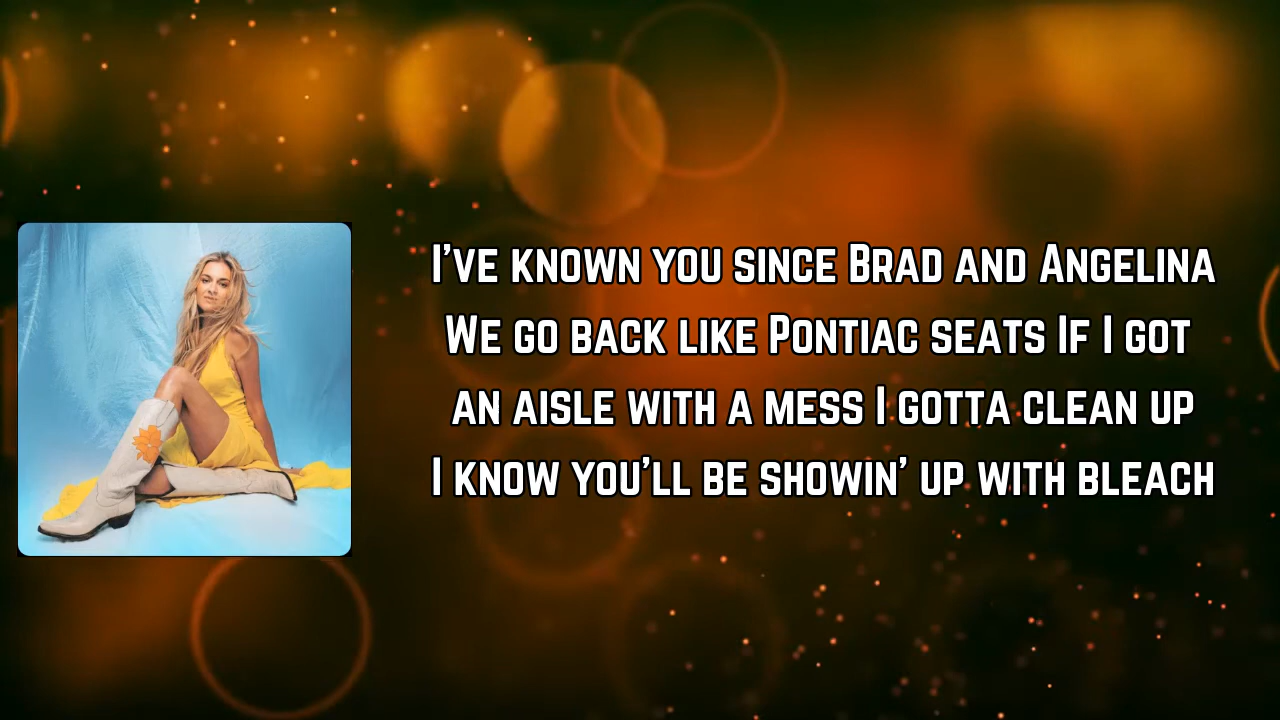 I've known you since Brad and Angelina
We go back like Pontiac seats If I got
an aisle with a mess I gotta clean up
I know you'll be showin' up with bleach